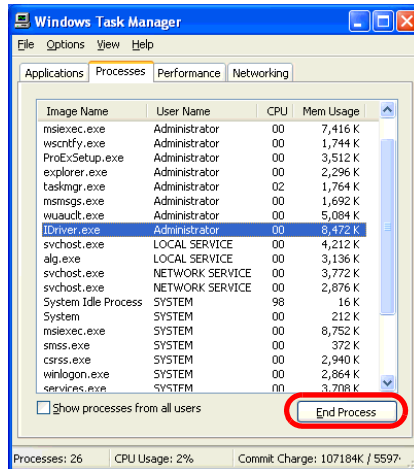 Windows Task Manager
File Options View Help
Applications Processes Performance Networking
Image Name User Name CPU Mem Usage
msiexec.exe Administrator 00 7,416 K
wscntfy.exe Administrator 00 1,744 K
ProExSetup.exe Administrator 00 3,512 K
explorer.exe Administrator 00 2,296 K
taskmgr.exe Administrator 02 1,764 K
msmsgs.exe Administrator 00 1,692 K
wuauclt.exe Administrator 00 5,084 K
IDriver.exe Administrator 00 8,472 K
svchost.exe LOCAL SERVICE 00 4,212 K
alg.exe LOCAL SERVICE 00 3,136 K
svchost.exe NETWORK SERVICE 00 3,772 K
svchost.exe NETWORK SERVICE 00 2,876 K
System Idle Process SYSTEM 98 16 K
System SYSTEM 00 212 K
msiexec.exe SYSTEM 00 8,752 K
smss.exe SYSTEM 00 372 K
csrss.exe SYSTEM 00 2,940 K
winlogon.exe SYSTEM 00 2,864 K
services.exe SYSTEM 00 3,708 K
Show processes from all users End Process
Processes: 26 CPU Usage: 2% Commit Charge: 107184K / 5597